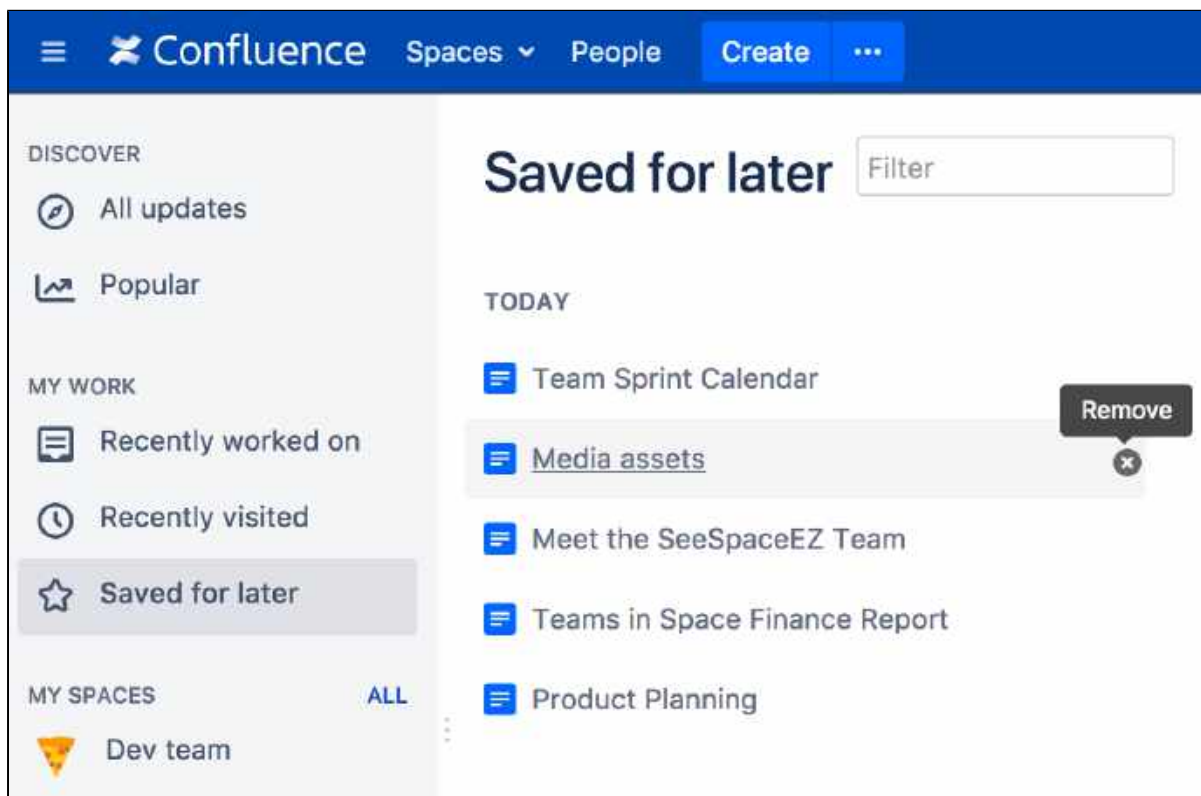 Confluence Spaces People Create
DISCOVER
All updates
Popular
MY WORK
Recently worked on
Recently visited
Saved for later
MY SPACES ALL
Dev team
Saved for later Filter
TODAY
Team Sprint Calendar
Remove
Media assets
Meet the SeeSpaceEZ Team
Teams in Space Finance Report
Product Planning